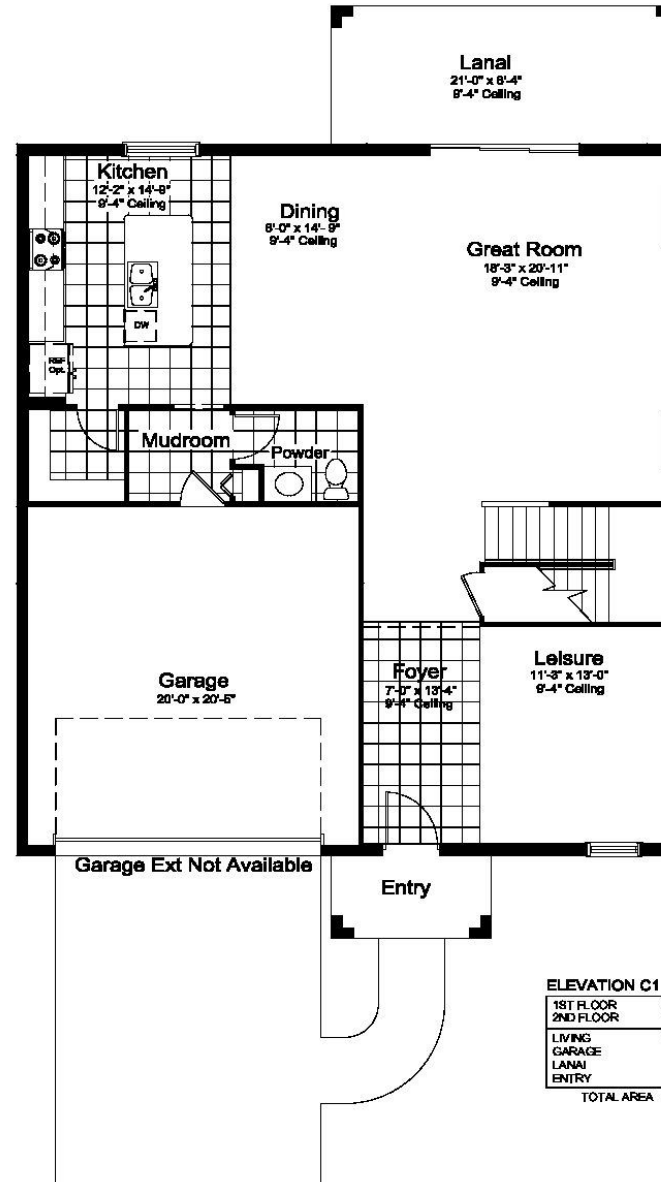 Lanai
21'-0" x 8'-4"
9'-4" Ceiling
Kitchen
12'-2" x 14'-9"
9'-4" Ceiling
Dining
8'-0" x 14'- 9"
9'-4" Ceiling
Great Room
18'-3" x 20'-11"
9'-4" Ceiling
DW
REF
Opt.
Mudroom
Powder
Garage
20'-0" x 20'-5"
Foyer
7'-0" x 13'-4"
9'-4" Ceiling
Leisure
11'-3" x 13'-0"
9'-4" Ceiling
Garage Ext Not Available
Entry
ELEVATION C1
1ST FLOOR
2ND FLOOR
LIVING
GARAGE
LANAI
ENTRY
TOTAL AREA